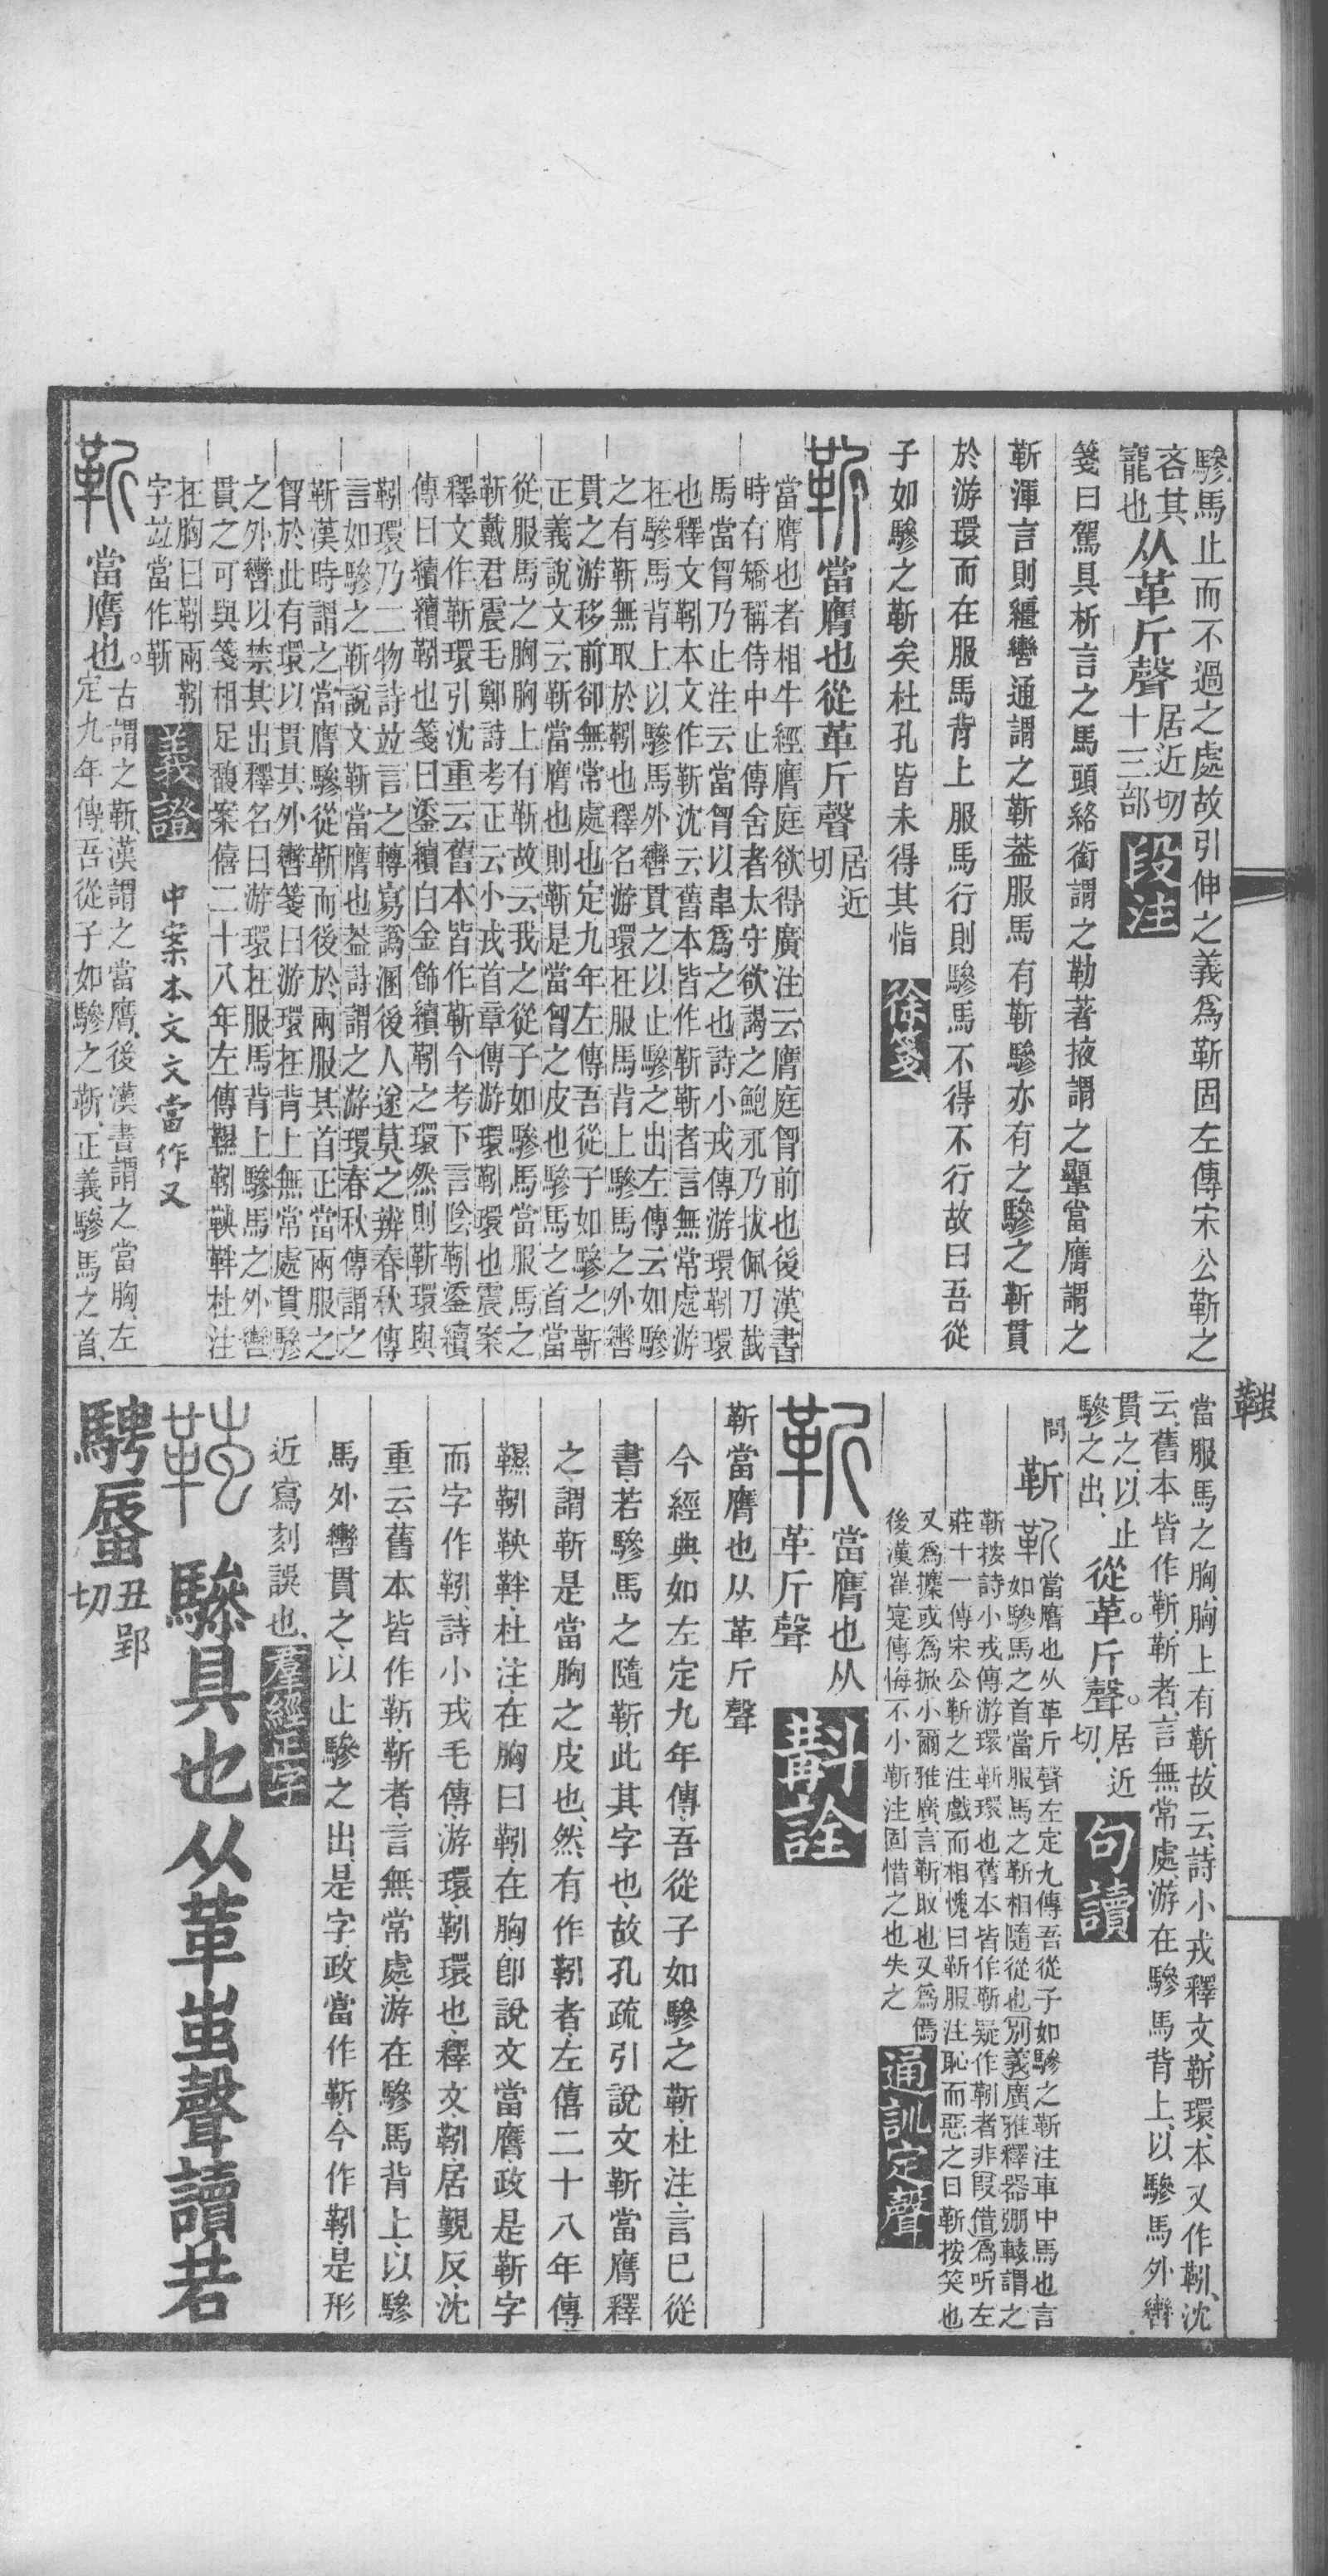 驂馬止而不過之處故引伸之義爲靳固左傳宋公靳之
吝其
寵也从革斤聲居近切
十三部段注
箋曰駕具析言之馬頭絡銜謂之勒著掖謂之韅當膺謂之
靳渾言則繮轡通謂之靳葢服馬有靳驂亦有之驂之靳貫
於游環而在服馬背上服馬行則驂馬不得不行故曰吾從
子如驂之靳矣杜孔皆未得其恉徐箋
靳當膺也從革斤聲居近
切
當膺也者相牛經膺庭欲得廣注云膺庭胷前也後漢書
時有矯稱侍中止傳舍者太守欲謁之鮑永乃拔佩刀截
馬當胷乃止注云當胷以韋爲之也詩小戎傳游環靷環
也釋文靷本文作靳沈云舊本皆作靳靳者言無常處游
在驂馬背上以驂馬外轡貫之以止驂之出左傳云如驂
之有靳無取於靷也釋名游環在服馬背上驂馬之外轡
貫之游移前卻無常處也定九年左傳吾從子如驂之靳
正義說文云靳當膺也則靳是當胷之皮也驂馬之首當
從服馬之胸胸上有靳故云我之從子如驂馬當服馬之
靳戴君震毛鄭詩考正云小戎首章傳游環靷環也震案
釋文作靳環引沈重云舊本皆作靳今考下言陰靷鋈續
傳曰續續靷也箋曰鋈續白金飾續靷之環然則靳環與
靷環乃二物詩竝言之轉寫譌溷後人遂莫之辨春秋傳
言如驂之靳說文靳當膺也葢詩謂之游環春秋傳謂之
靳漢時謂之當膺驂從靳而後於兩服其首正當兩服之
胷於此有環以貫其外轡箋曰游環在背上無常處貫驂
之外轡以禁其出釋名曰游環在服馬背上驂馬之外轡
貫之可與箋相足馥案僖二十八年左傳韅靷鞅靽杜注
在胸曰靷兩靷
字竝當作靳義證 中案本文文當作又
靳當膺也。古謂之靳、漢謂之當膺、後漢書謂之當胸、左
定九年傳、吾從子如驂之靳、正義、驂馬之首、
當服馬之胸、胸上有靳、故云、詩小戎釋文靳環、本又作靷、沈
云、舊本皆作靳、靳者、言無常處、游在驂馬背上、以驂馬外轡
貫之、以止
驂之出、從革。斤聲。居近
切、句讀
問靳靳當膺也从革斤聲左定九傳吾從子如驂之靳注車中馬也言
如驂馬之首當服馬之靳相隨從也別義廣雅釋器弸轅謂之
靳按詩小戎傳游環靳環也舊本皆作靳疑作靷者非叚借爲听左
莊十一傳宋公靳之注戲而相愧曰靳服注恥而惡之曰靳按笑也
又爲攗或爲掀小爾雅廣言靳取也又爲
後漢崔寔傳悔不小靳注固惜之也失之通訓定聲
靳當膺也从
革斤聲斠詮
靳當膺也从革斤聲
今經典如左定九年傳、吾從子如驂之靳、杜注、言已從
書、若驂馬之隨靳、此其字也、故孔疏引說文靳當膺釋
之、謂靳是當胸之皮也、然有作靷者、左僖二十八年傳、
韅靷鞅靽、杜注、在胸曰靷、在胸、卽說文當膺、政是靳字、
而字作靷、詩小戎毛傳、游環、靷環也、釋文、靷、居覲反、沈
重云、舊本皆作靳、靳者、言無常處、游在驂馬背上、以驂
馬外轡貫之、以止驂之出、是字政當作靳、今作靷、是形
近寫刻誤也、羣經正字
驂具也从革蚩聲讀若
騁蜃丑郢
切